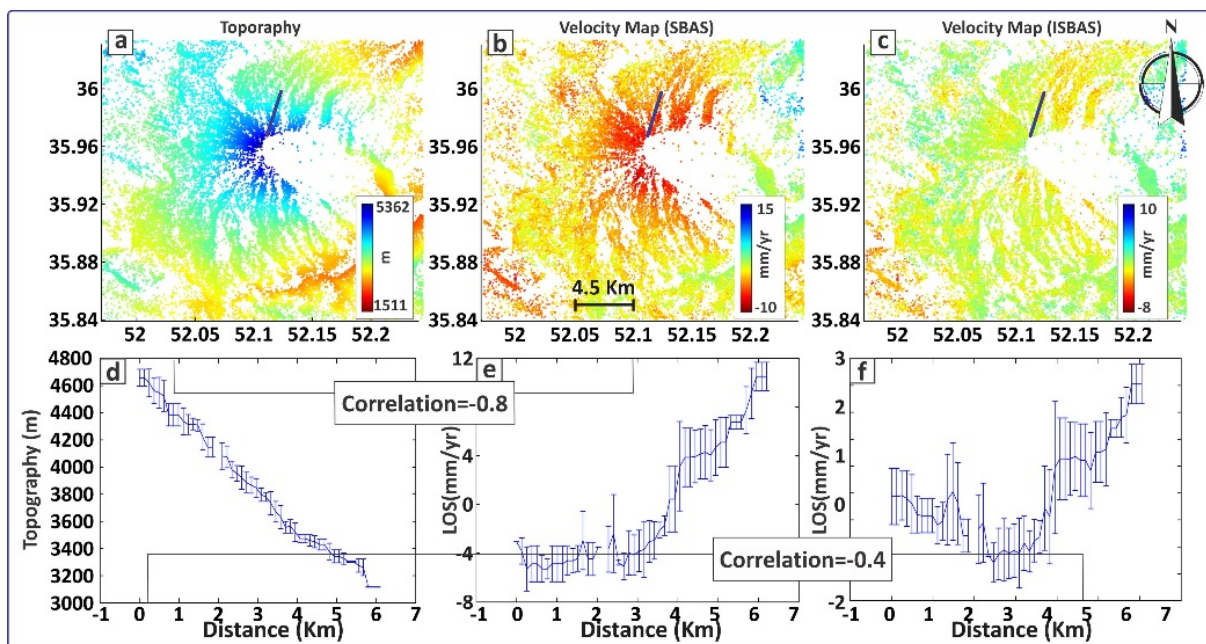 a
Toporaphy
b
Velocity Map (SBAS)
c
Velocity Map (ISBAS)
N
36
35.96
35.92
35.88
35.84
52 52.05 52.1 52.15 52.2
5362
m
1511
36
35.96
35.92
35.88
35.84
52 52.05 52.1 52.15 52.2
15
mm/yr
-10
4.5 Km
36
35.96
35.92
35.88
35.84
52 52.05 52.1 52.15 52.2
10
mm/yr
-8
d
4800
4600
4400
4200
4000
3800
3600
3400
3200
3000
Topography (m)
-1 0 1 2 3 4 5 6 7
Distance (Km)
Correlation=-0.8
e
12
4
0
-4
-8
LOS(mm/yr)
0 1 2 3 4 5 6 7
Distance (Km)
Correlation=-0.4
f
3
2
1
0
-2
LOS(mm/yr)
-1 0 1 2 3 4 5 6 7
Distance (Km)